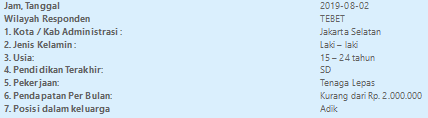 Jam, Tanggal 2019-08-02
Wilayah Responden TEBET
1. Kota / Kab Administrasi : Jakarta Selatan
2. Jenis Kelamin : Laki – laki
3. Usia: 15 – 24 tahun
4. Pendidikan Terakhir: SD
5. Pekerjaan: Tenaga Lepas
6. Pendapatan Per Bulan: Kurang dari Rp. 2.000.000
7. Posisi dalam keluarga Adik